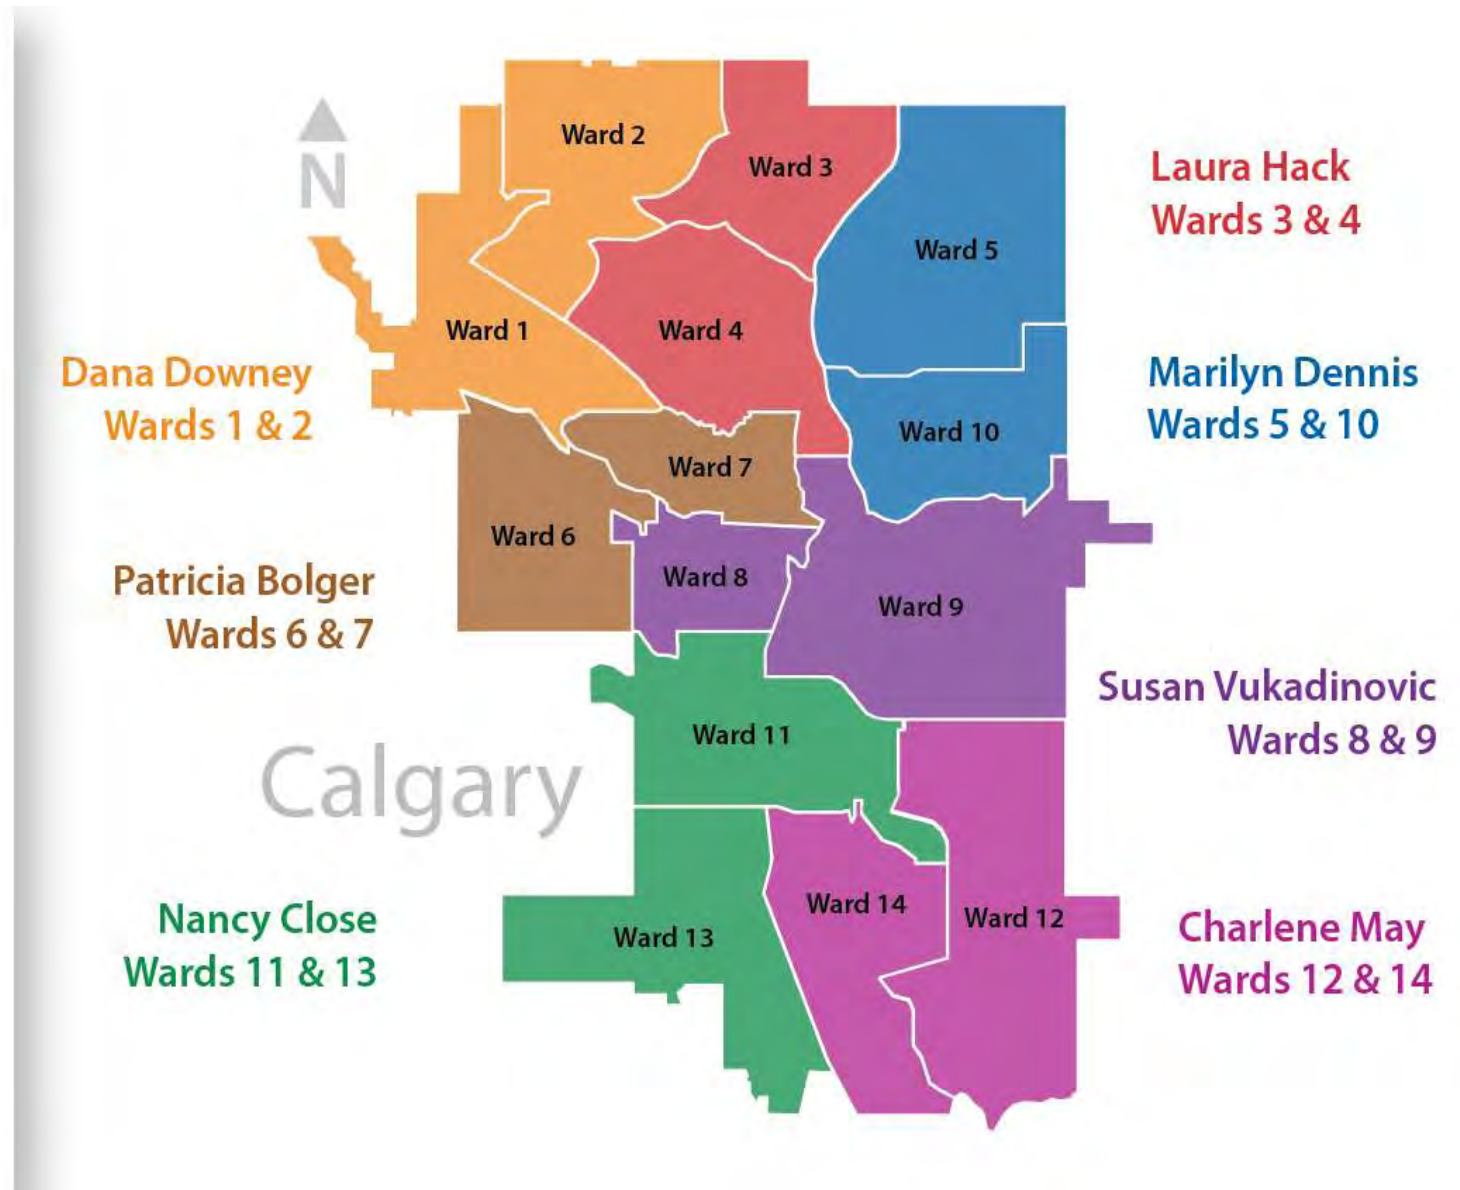 Ward 2
Ward 3
Laura Hack
Wards 3 & 4
N
Ward 5
Ward 1
Ward 4
Dana Downey
Wards 1 & 2
Marilyn Dennis
Wards 5 & 10
Ward 10
Ward 7
Ward 6
Patricia Bolger
Wards 6 & 7
Ward 8
Ward 9
Susan Vukadinovic
Wards 8 & 9
Ward 11
Calgary
Nancy Close
Wards 11 & 13
Ward 13
Ward 14
Ward 12
Charlene May
Wards 12 & 14